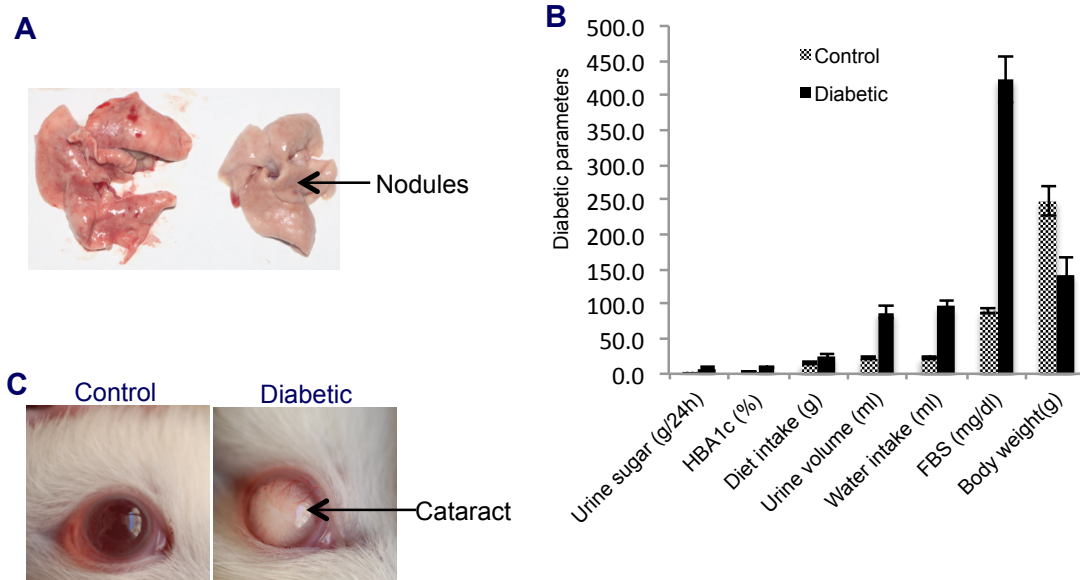 A
Nodules
B
500.0
450.0
400.0
350.0
300.0
250.0
200.0
150.0
100.0
50.0
0.0
Diabetic parameters
Control
Diabetic
Urine sugar (g/24h)
HBA1c (%)
Diet intake (g)
Urine volume (ml)
Water intake (ml)
FBS (mg/dl)
Body weight(g)
C
Control
Diabetic
Cataract